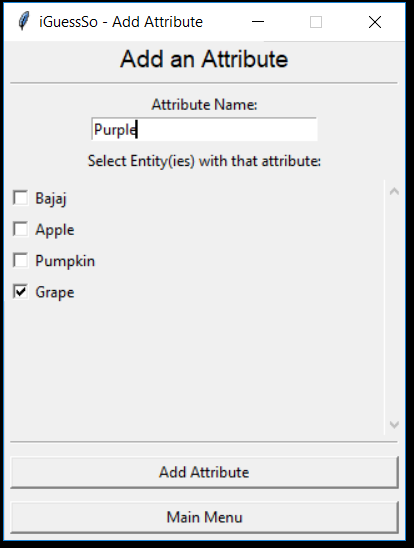 iGuessSo - Add Attribute
Add an Attribute
Attribute Name:
Purple
Select Entity(ies) with that attribute:
Bajaj
Apple
Pumpkin
Grape
Add Attribute
Main Menu